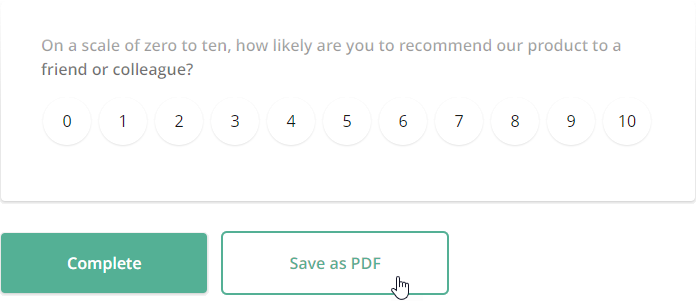 On a scale of zero to ten, how likely are you to recommend our product to a
friend or colleague?
0 1 2 3 4 5 6 7 8 9 10
Complete Save as PDF